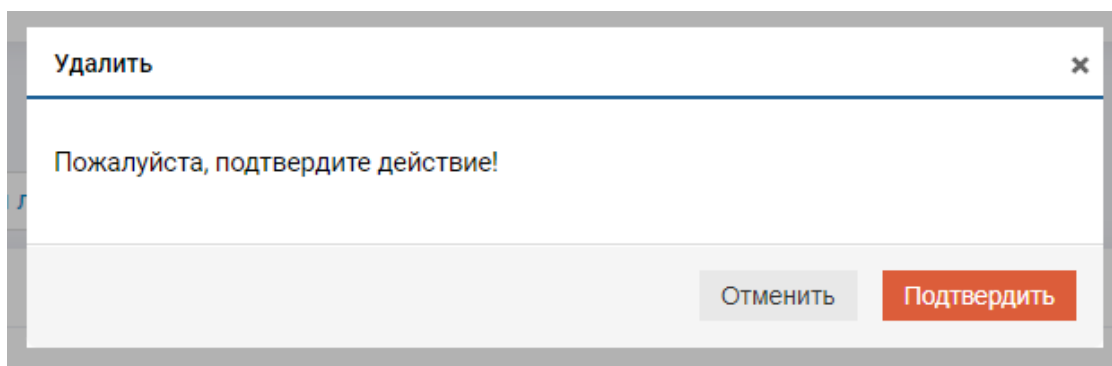 Удалить
Пожалуйста, подтвердите действие!
Отменить
Подтвердить